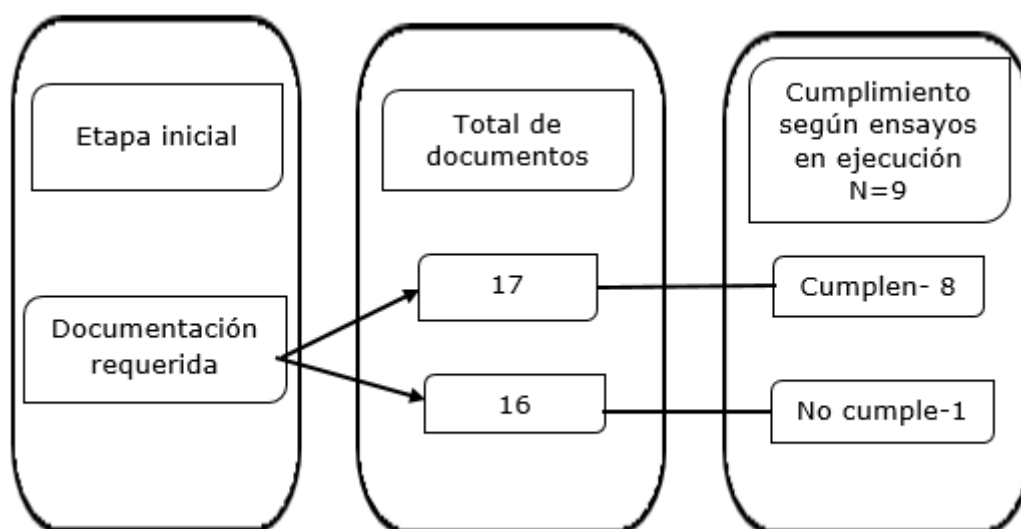 Etapa inicial
Total de
documentos
Cumplimiento
según ensayos
en ejecución
N=9
Documentación
requerida
17
Cumplen- 8
16
No cumple-1